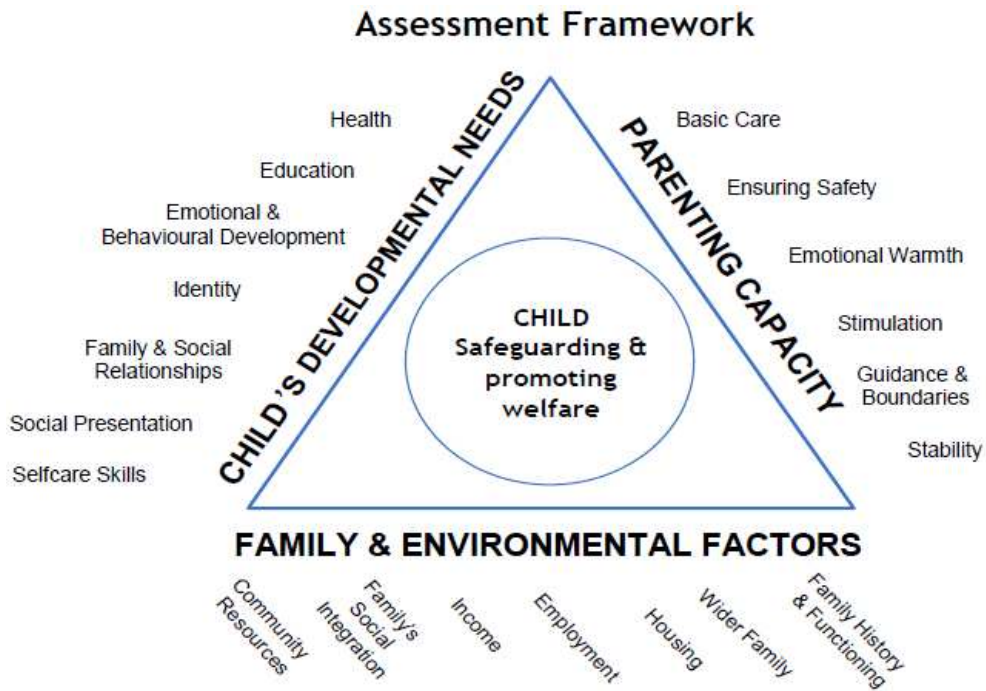 Assessment Framework
CHILD'S DEVELOPMENTAL NEEDS
Health
Education
Emotional &
Behavioural Development
Identity
Family & Social
Relationships
Social Presentation
Selfcare Skills
PARENTING CAPACITY
Basic Care
Ensuring Safety
Emotional Warmth
Stimulation
Guidance &
Boundaries
Stability
CHILD
Safeguarding &
promoting
welfare
FAMILY & ENVIRONMENTAL FACTORS
Community
Resources
Family's
Social
Integration
Income
Employment
Housing
Wider Family
Family History
& Functioning